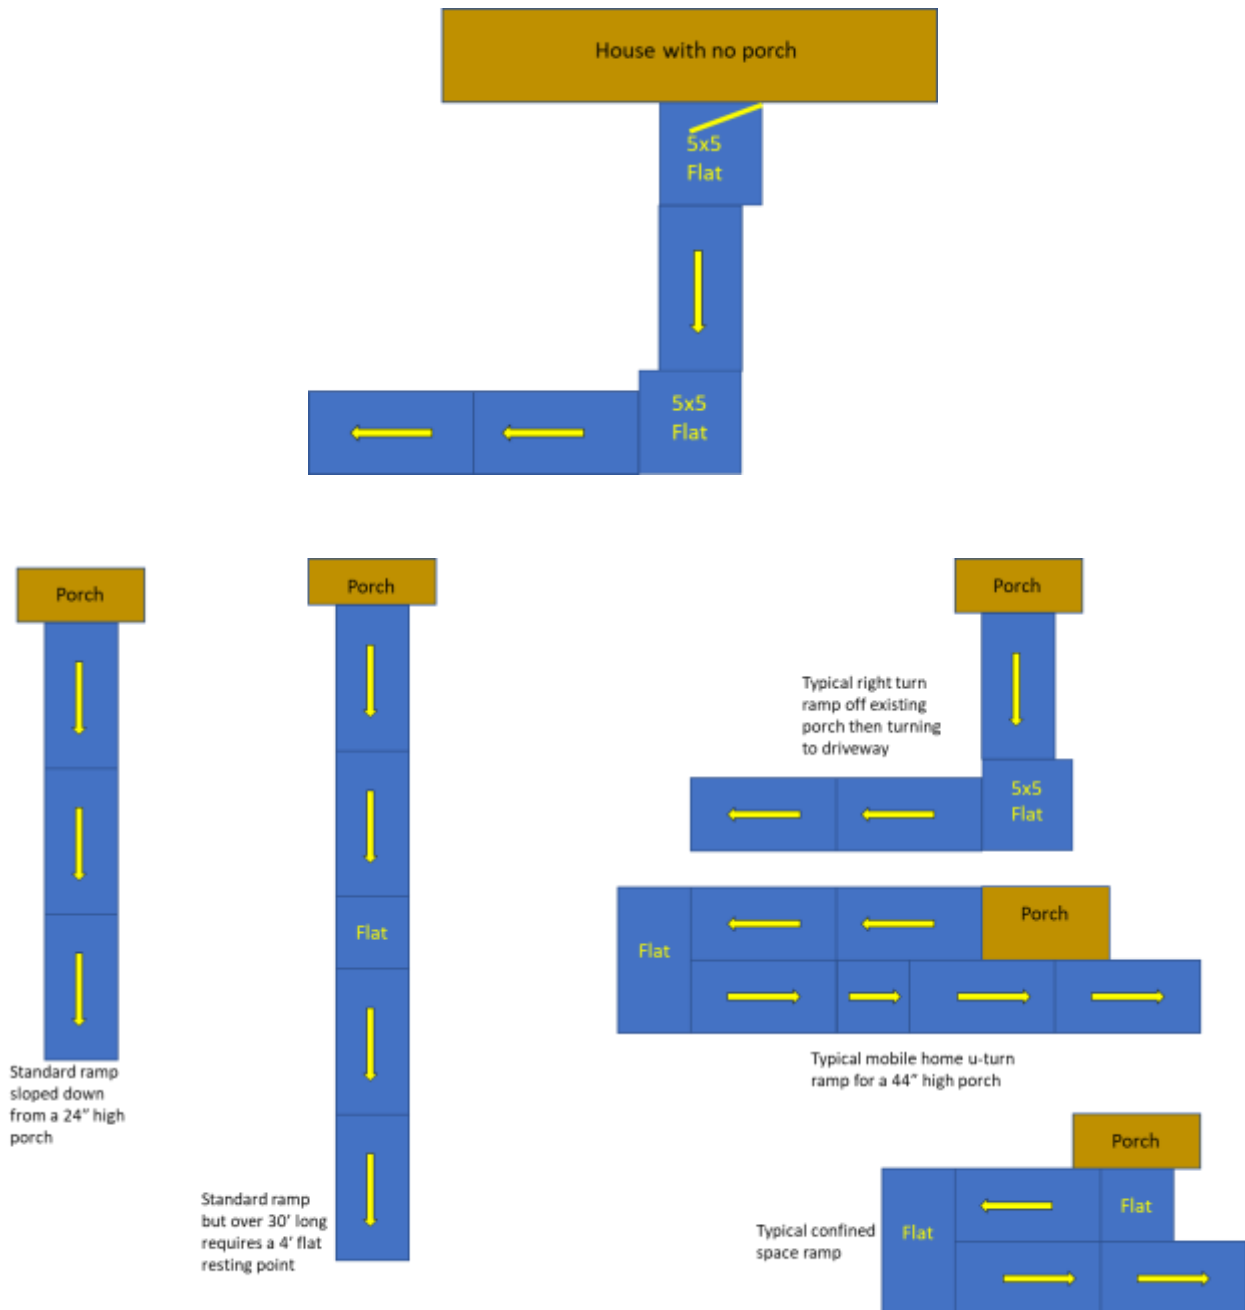 House with no porch
5x5
Flat
5x5
Flat
Porch
Standard ramp
sloped down
from a 24" high
porch
Porch
Flat
Standard ramp
but over 30' long
requires a 4' flat
resting point
Porch
Typical right turn
ramp off existing
porch then turning
to driveway
5x5
Flat
Porch
Flat
Typical mobile home u-turn
ramp for a 44" high porch
Porch
Flat
Flat
Typical confined
space ramp